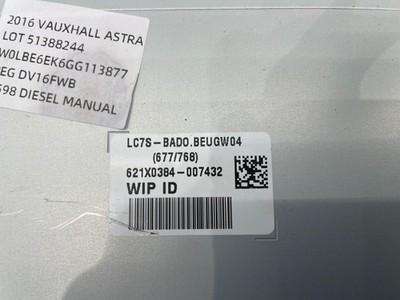 2016 VAUXHALL ASTRA
LOT 51388244
W0LBE6EK6GG113877
EG DV16FWB
598 DIESEL MANUAL
LC7S-BADO.BEUGW04
(677/768)
621X0384-007432
WIP ID